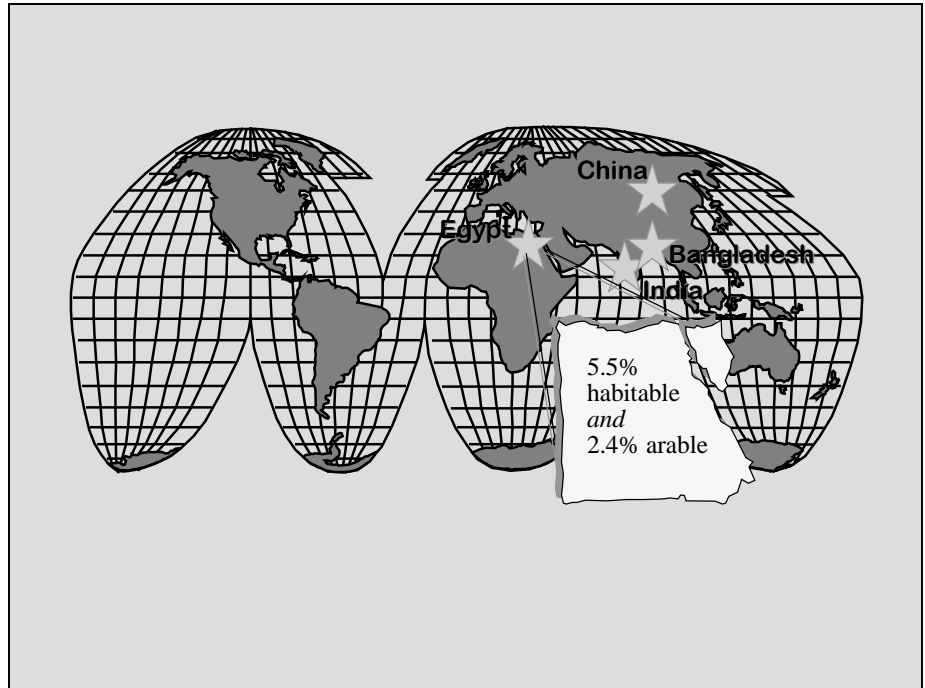 China
Egypt
Bangladesh
India
5.5%
habitable
and
2.4% arable